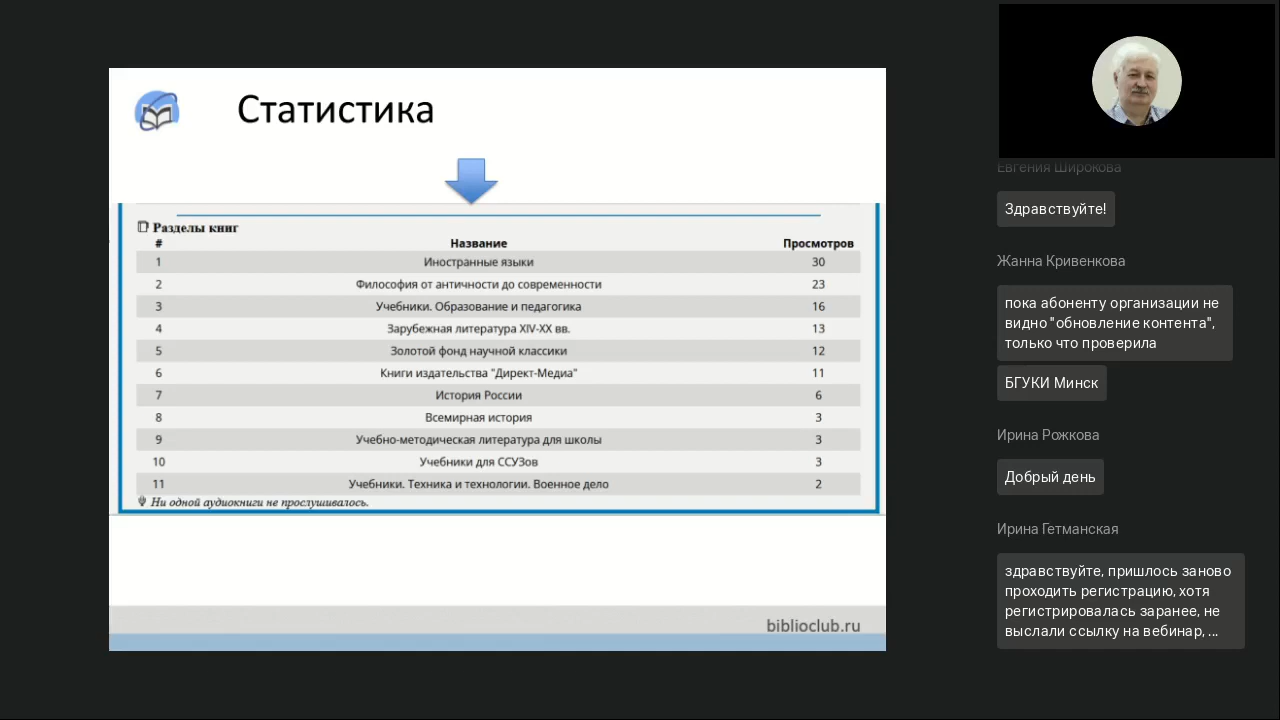 Статистика
Разделы книг
# Название Просмотров
1 Иностранные языки 30
2 Философия от античности до современности 23
3 Учебники. Образование и педагогика 16
4 Зарубежная литература XIV-XX вв. 13
5 Золотой фонд научной классики 12
6 Книги издательства "Директ-Медиа" 11
7 История России 6
8 Всемирная история 3
9 Учебно-методическая литература для школы 3
10 Учебники для ССУЗов 3
11 Учебники. Техника и технологии. Военное дело 2
Ни одной аудиокниги не прослушивалось.
biblioclub.ru
Евгения Широкова
Здравствуйте!
Жанна Кривенкова
пока абоненту организации не
видно "обновление контента",
только что проверила
БГУКИ Минск
Ирина Рожкова
Добрый день
Ирина Гетманская
здравствуйте, пришлось заново
проходить регистрацию, хотя
регистрировалась заранее, не
выслали ссылку на вебинар, ...